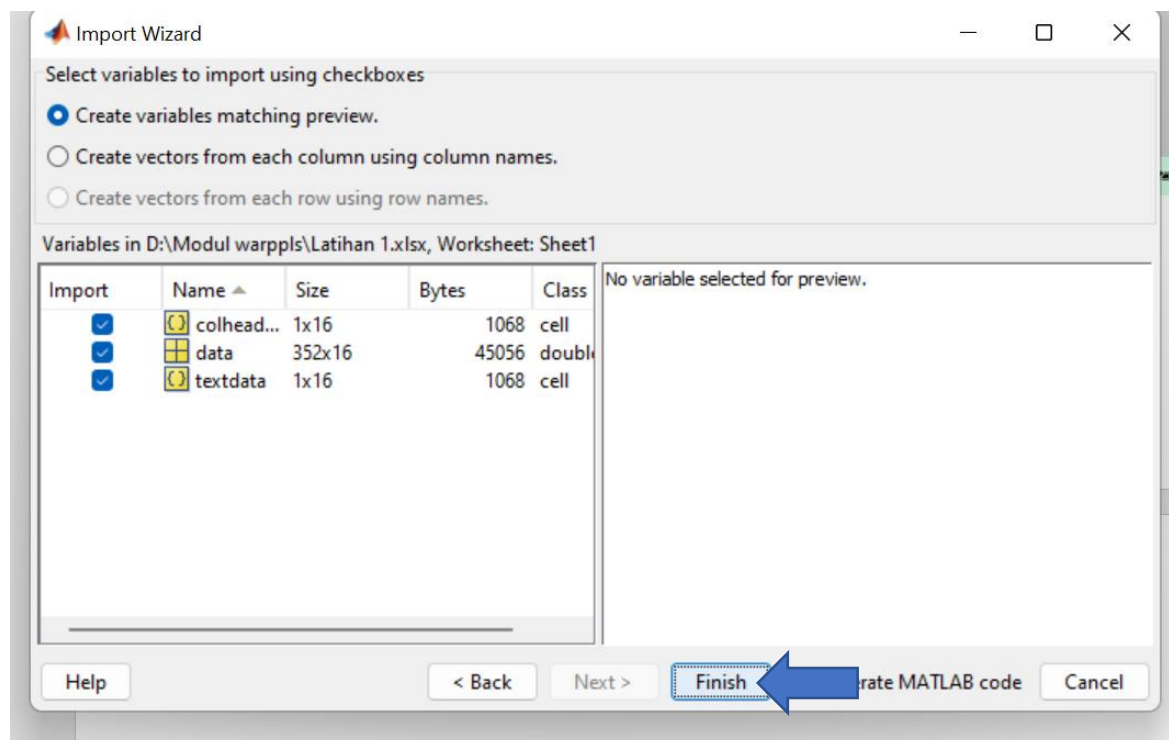 Import Wizard
Select variables to import using checkboxes
Create variables matching preview.
Create vectors from each column using column names.
Create vectors from each row using row names.
Variables in D:\Modul warppls\Latihan 1.xlsx, Worksheet: Sheet1
Import Name Size Bytes Class
colhead... 1x16 1068 cell
data 352x16 45056 double
textdata 1x16 1068 cell
No variable selected for preview.
Help < Back Next > Finish MATLAB code Cancel